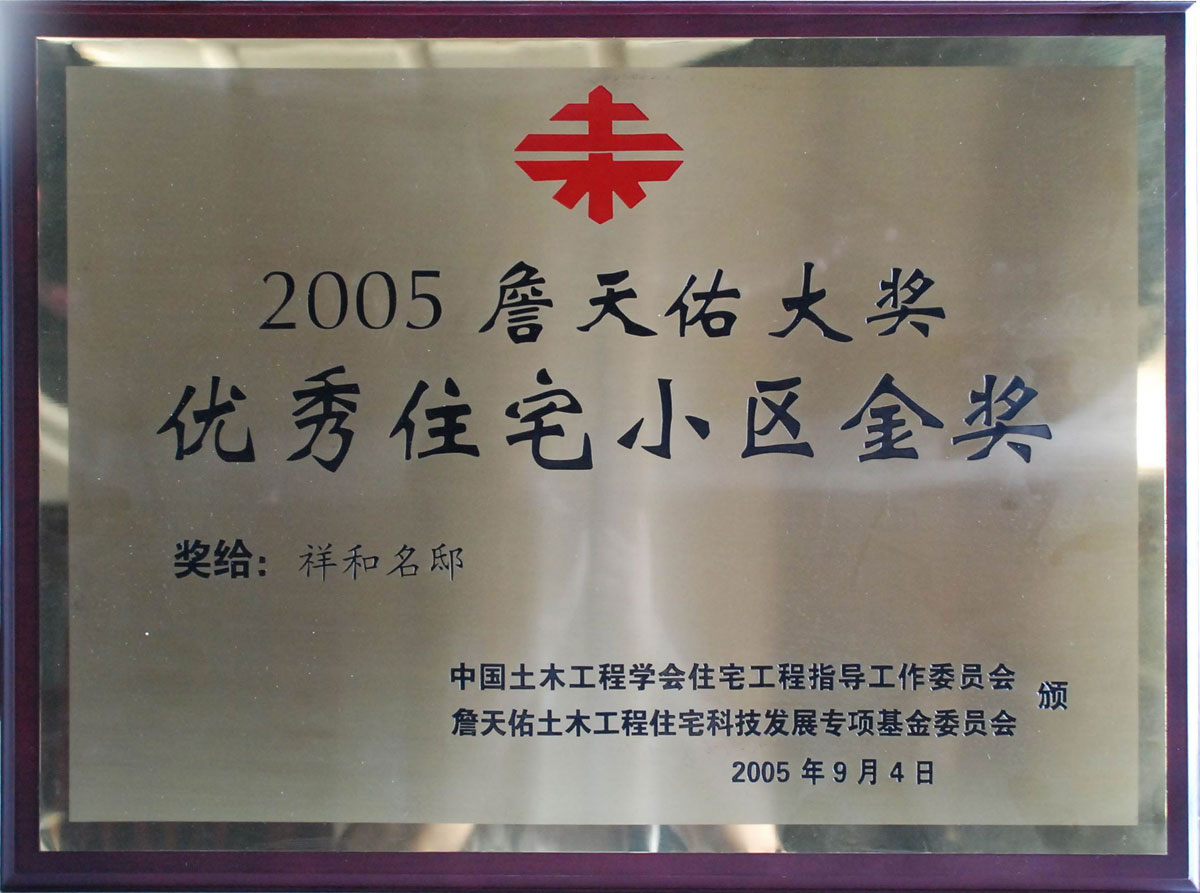 2005 詹天佑大奖
优秀住宅小区金奖
奖给：祥和名邸
中国土木工程学会住宅工程指导工作委员会
詹天佑土木工程住宅科技发展专项基金委员会
颁
2005 年 9 月 4 日